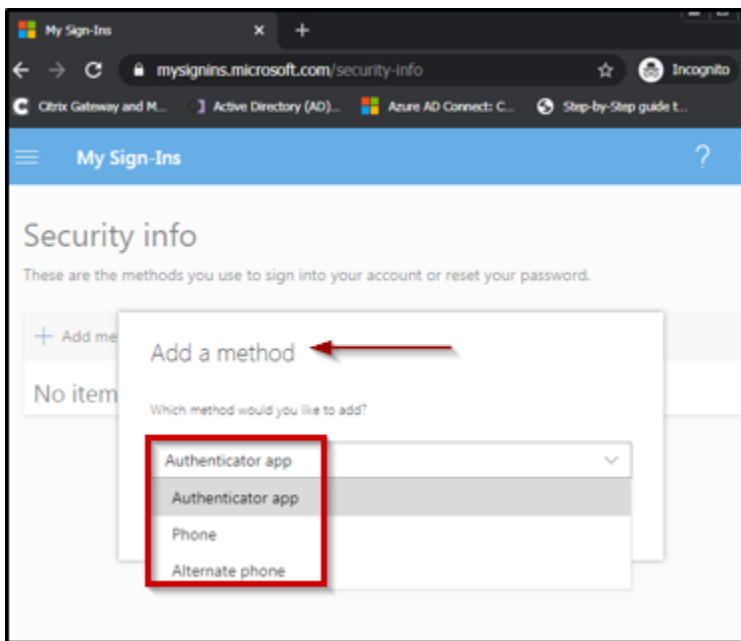 My Sign-Ins
mysignins.microsoft.com/security-info
Incognito
Citrix Gateway and M...
Active Directory (AD)...
Azure AD Connect: C...
Step-by-Step guide t...
My Sign-Ins
?
Security info
These are the methods you use to sign into your account or reset your password.
+ Add me
No item
Add a method
Which method would you like to add?
Authenticator app
Authenticator app
Phone
Alternate phone